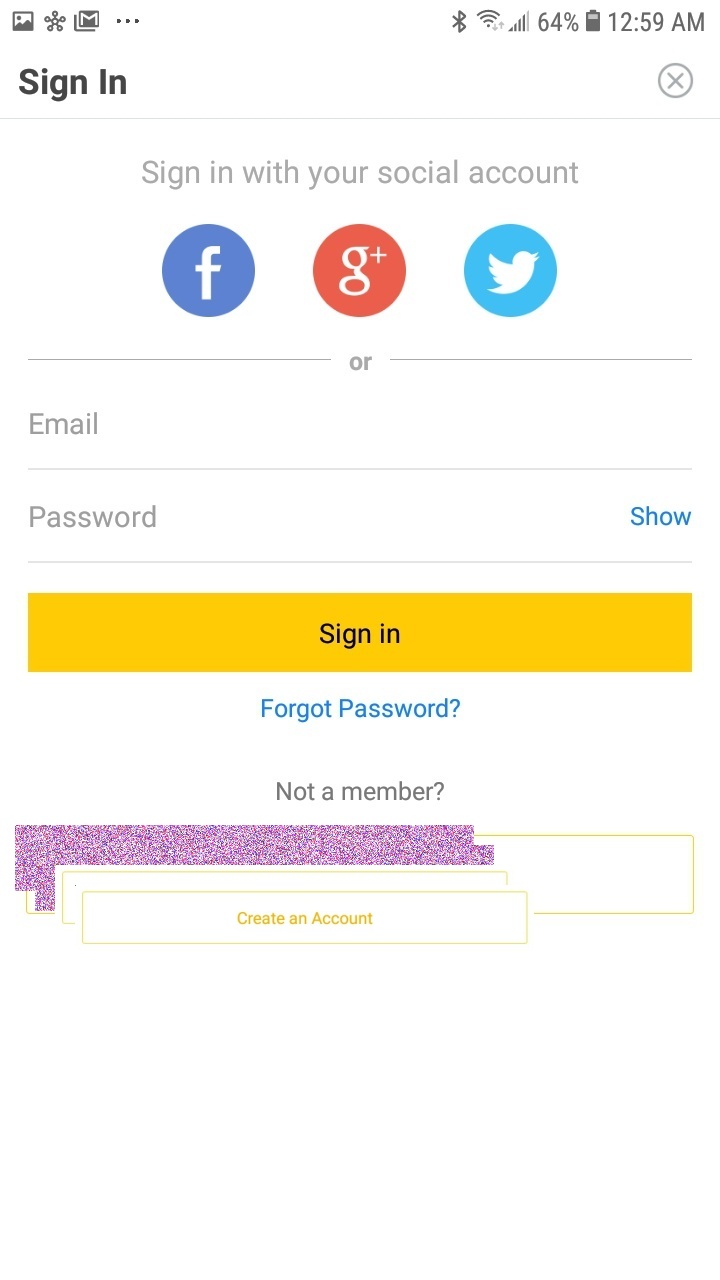 64% 12:59 AM
Sign In
Sign in with your social account
f g+
or
Email
Password Show
Sign in
Forgot Password?
Not a member?
Create an Account